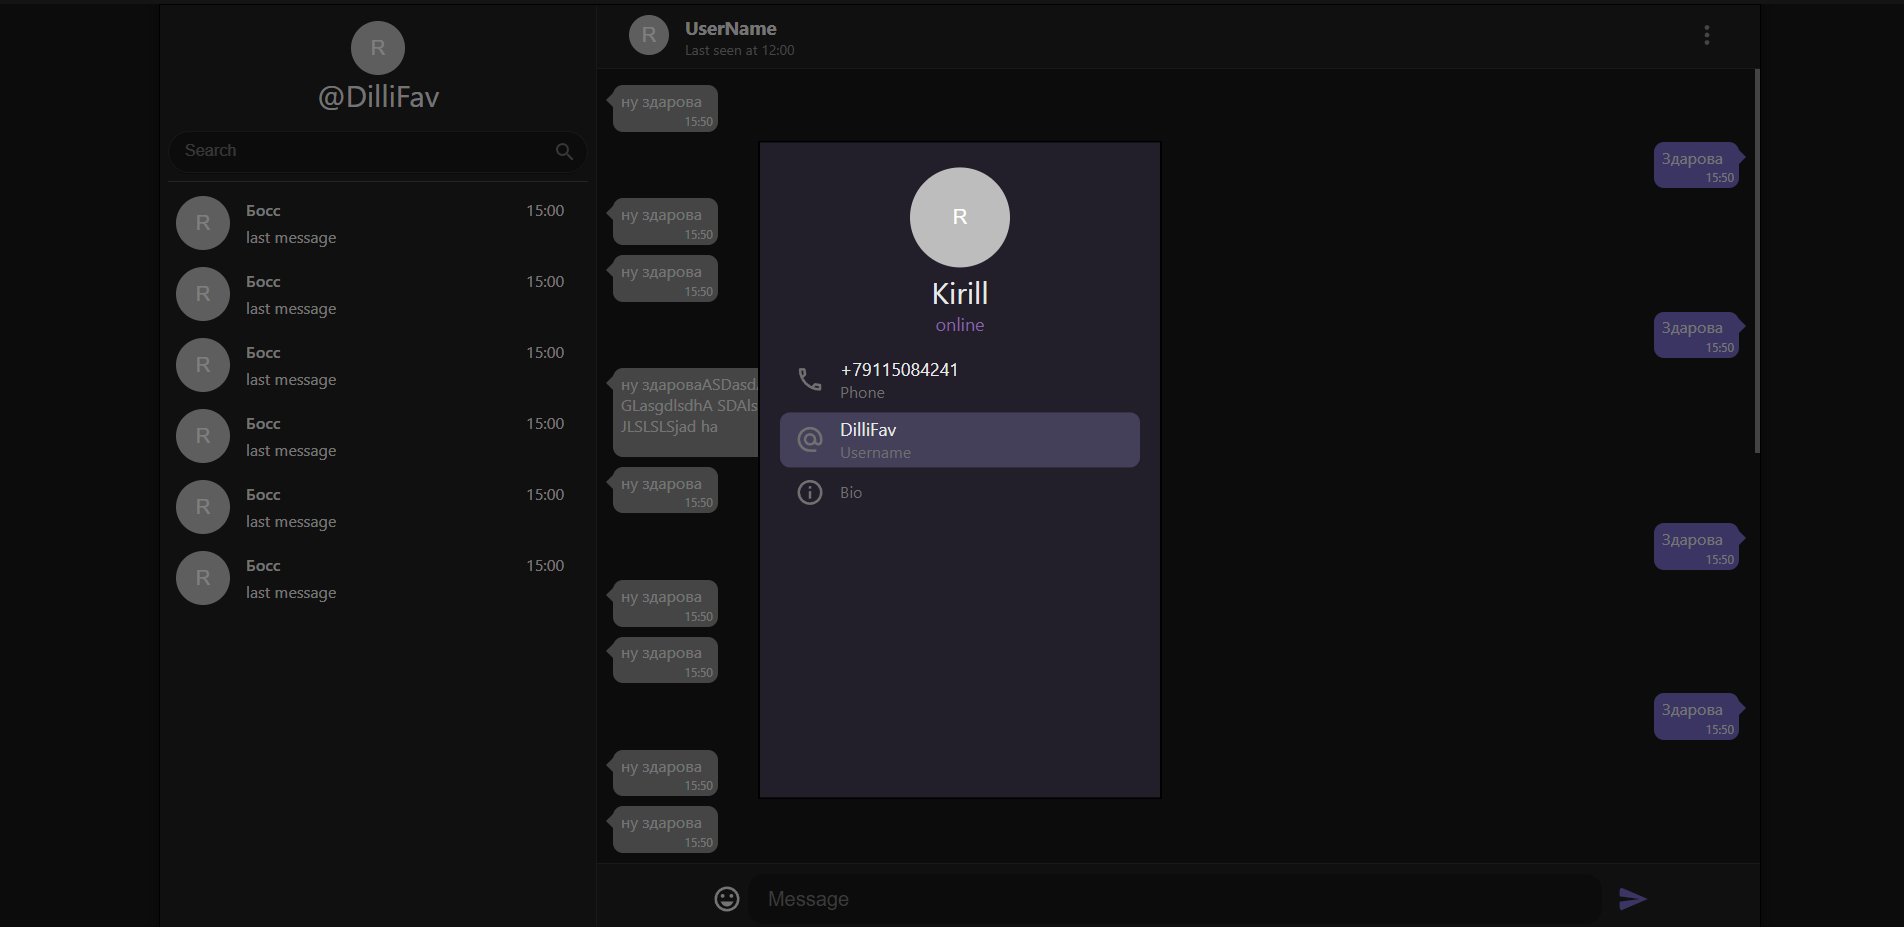 R
@DilliFav
Search
R
Босс
15:00
last message
R
Босс
15:00
last message
R
Босс
15:00
last message
R
Босс
15:00
last message
R
Босс
15:00
last message
R
Босс
15:00
last message
R
UserName
Last seen at 12:00
ну здарова
15:50
Здарова
15:50
ну здарова
15:50
ну здарова
15:50
Здарова
15:50
ну здароваASDasd
GLasgdlsdhA SDAls
JLSLSLSjad ha
ну здарова
15:50
Здарова
15:50
ну здарова
15:50
ну здарова
15:50
Здарова
15:50
ну здарова
15:50
ну здарова
15:50
Message
R
Kirill
online
+79115084241
Phone
DilliFav
Username
Bio